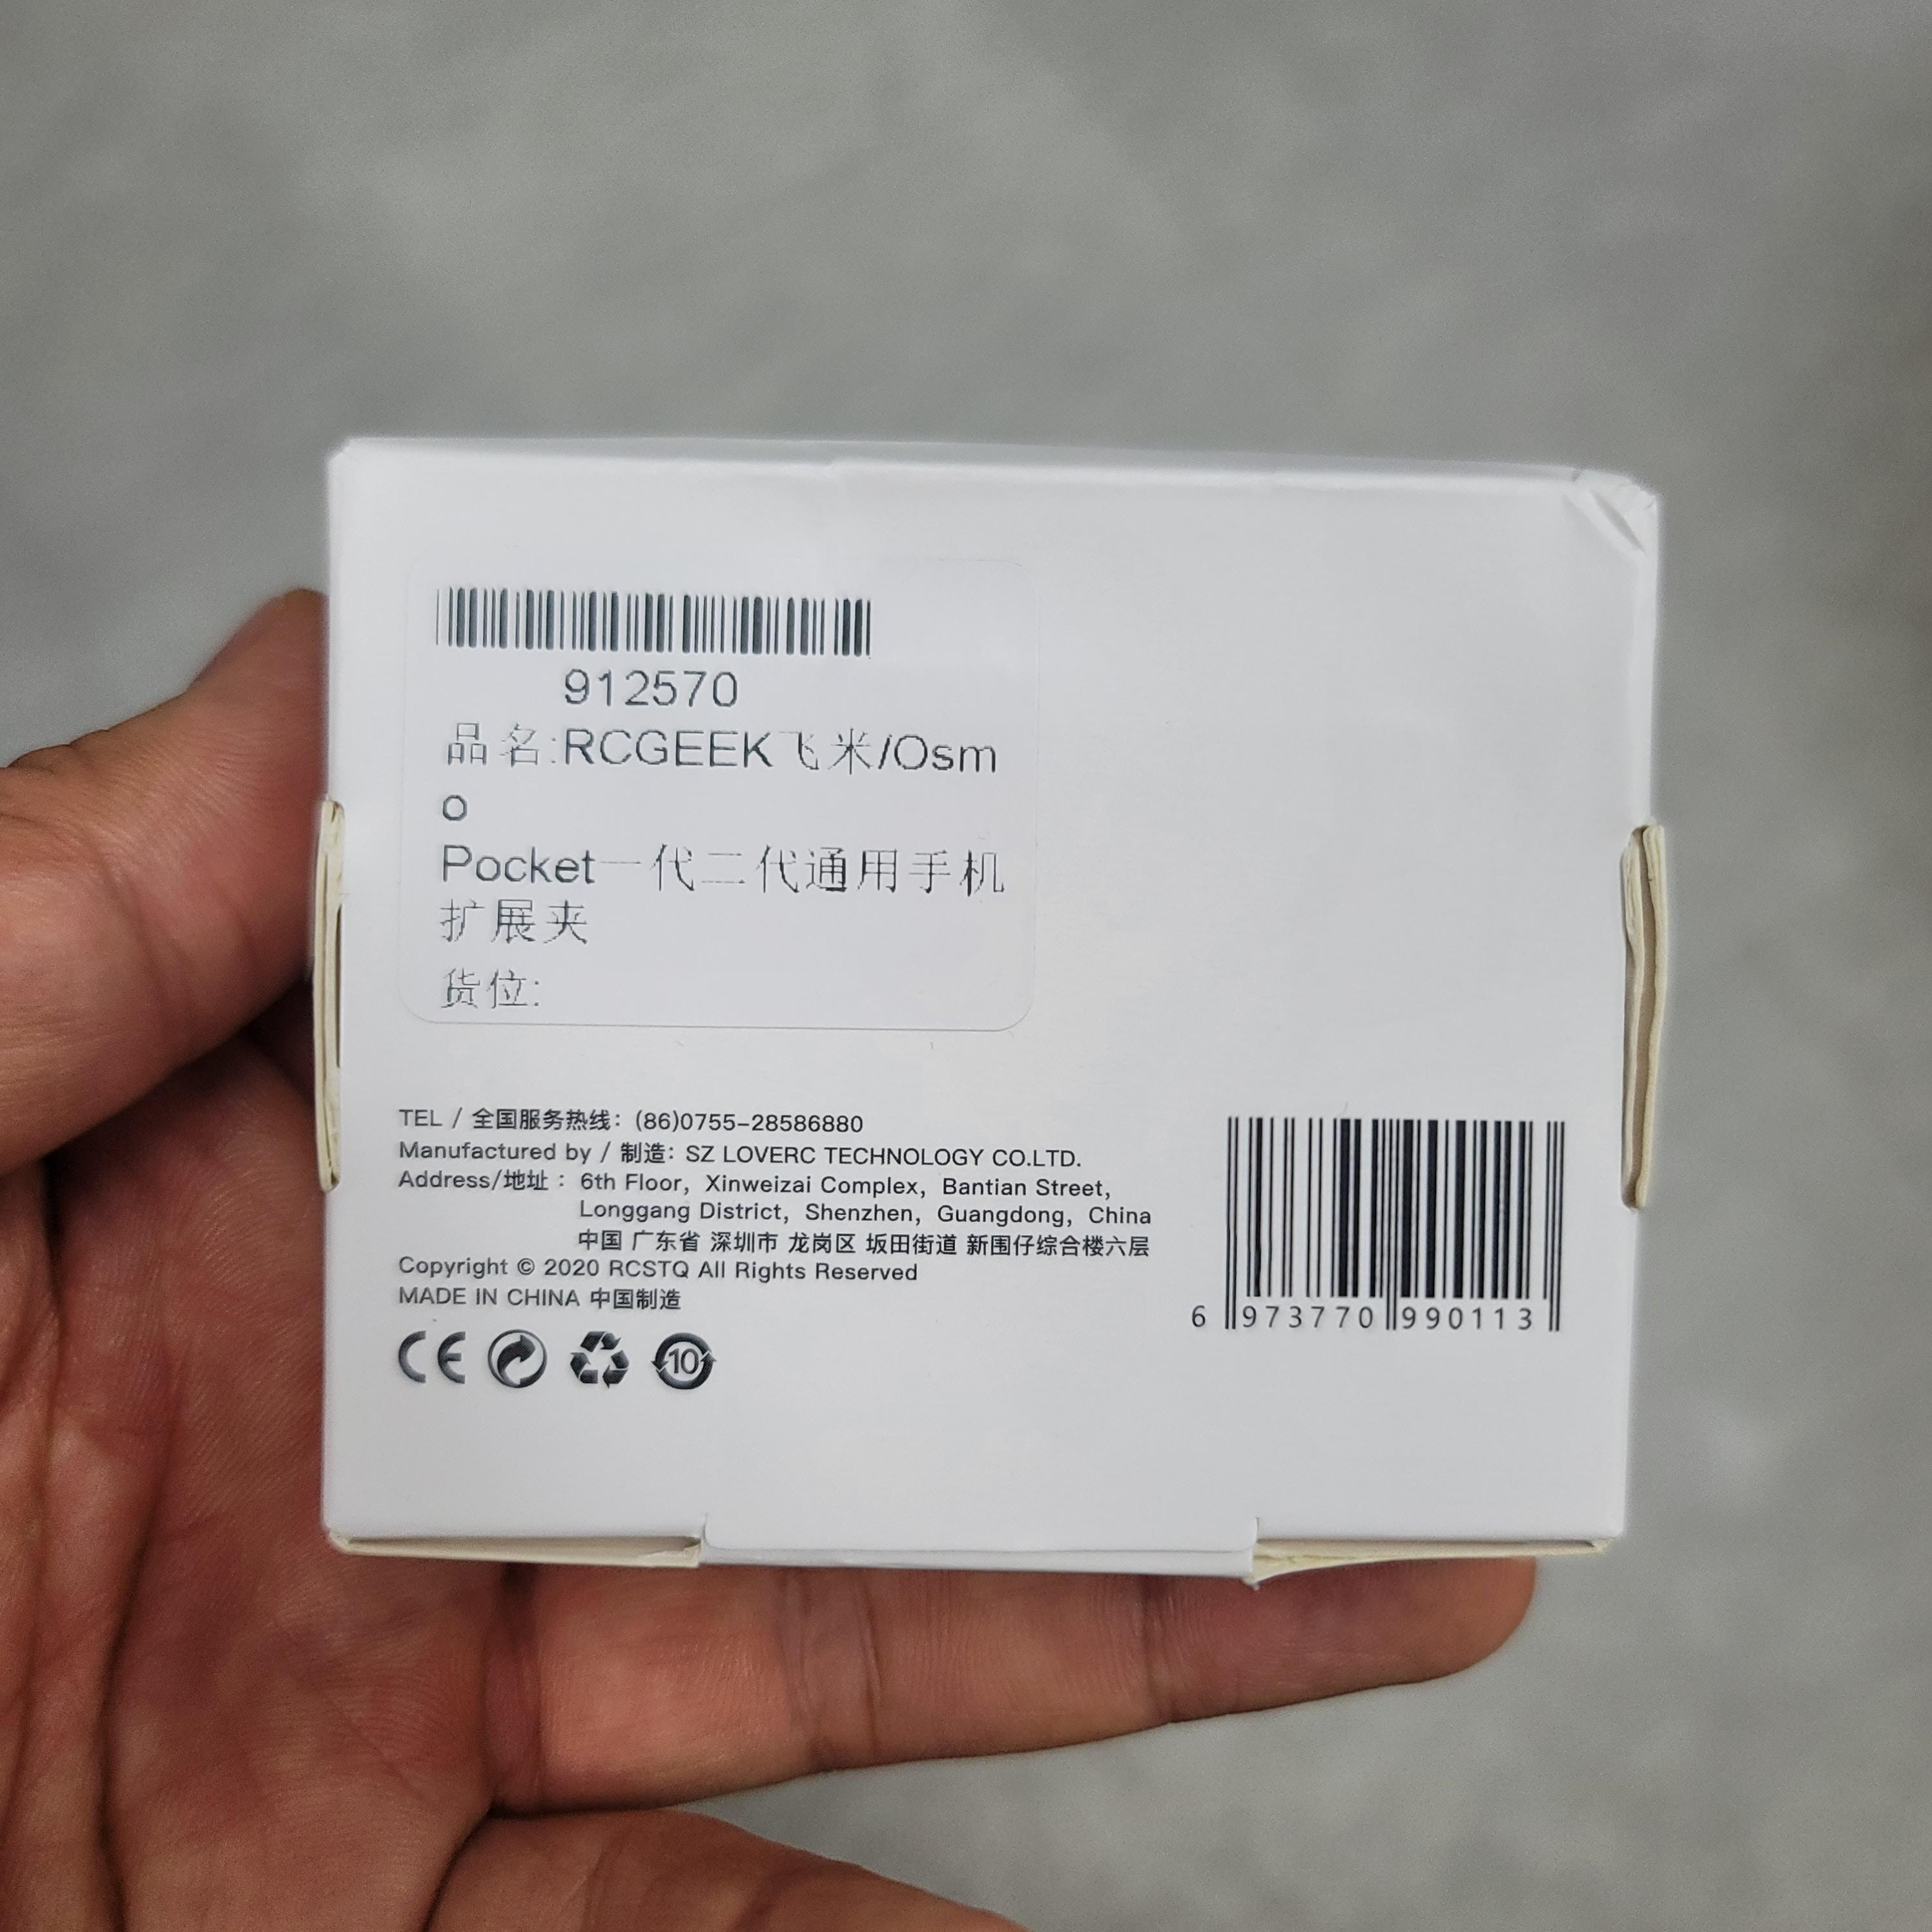 912570
品名:RCGEEK飞米/Osm
o
Pocket一代二代通用手机
扩展夹
货位:
TEL / 全国服务热线: (86)0755-28586880
Manufactured by / 制造: SZ LOVERC TECHNOLOGY CO.LTD.
Address/地址 : 6th Floor, Xinweizai Complex, Bantian Street,
Longgang District, Shenzhen, Guangdong, China
中国 广东省 深圳市 龙岗区 坂田街道 新围仔综合楼六层
Copyright © 2020 RCSTQ All Rights Reserved
MADE IN CHINA 中国制造
CE 10
6 973770 990113